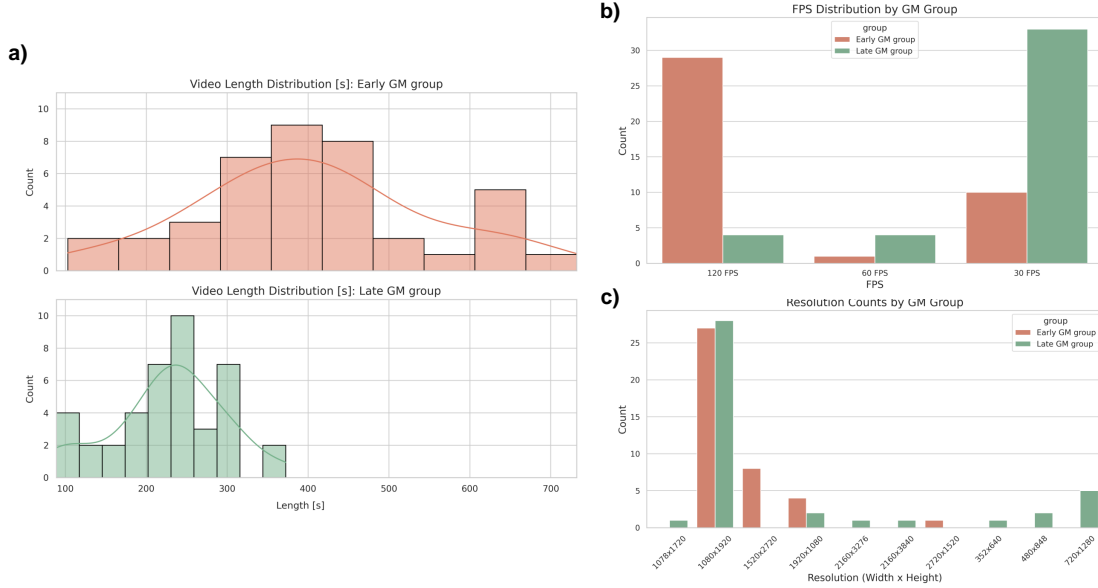 a)
Video Length Distribution [s]: Early GM group
Count
10
8
6
4
2
0
Video Length Distribution [s]: Late GM group
Count
10
8
6
4
2
0
100 200 300 400 500 600 700
Length [s]
b)
FPS Distribution by GM Group
group
Early GM group
Late GM group
Count
30
25
20
15
10
5
0
120 FPS 60 FPS 30 FPS
FPS
c)
Resolution Counts by GM Group
group
Early GM group
Late GM group
Count
25
20
15
10
5
0
1078x1720 1080x1920 1520x2720 1920x1080 2160x3276 2160x3840 2720x1520 352x640 480x848 720x1280
Resolution (Width x Height)